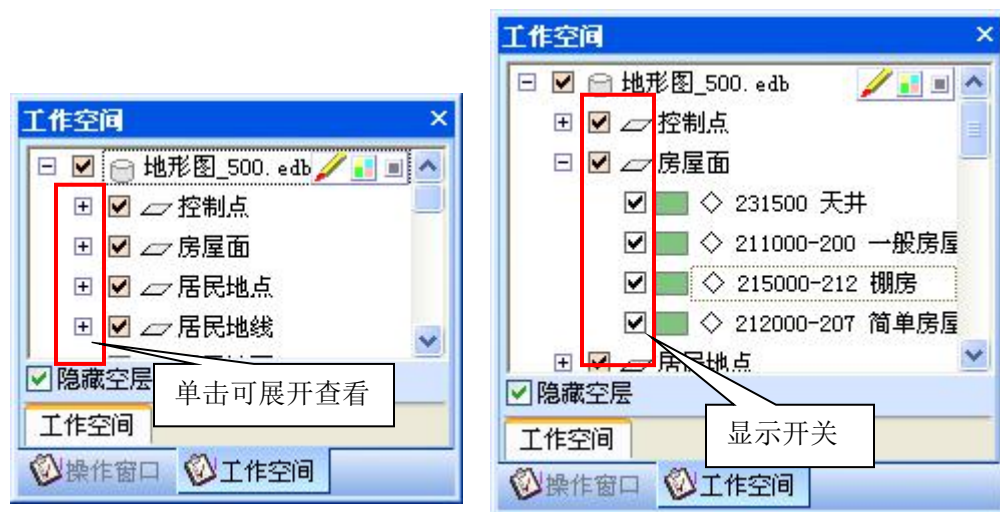 工作空间
地形图_500.edb
控制点
房屋面
居民地点
居民地线
隐藏空层
单击可展开查看
工作空间
操作窗口 工作空间
工作空间
地形图_500.edb
控制点
房屋面
231500 天井
211000-200 一般房屋
215000-212 棚房
212000-207 简单房屋
居民地点
隐藏空层
显示开关
工作空间
操作窗口 工作空间